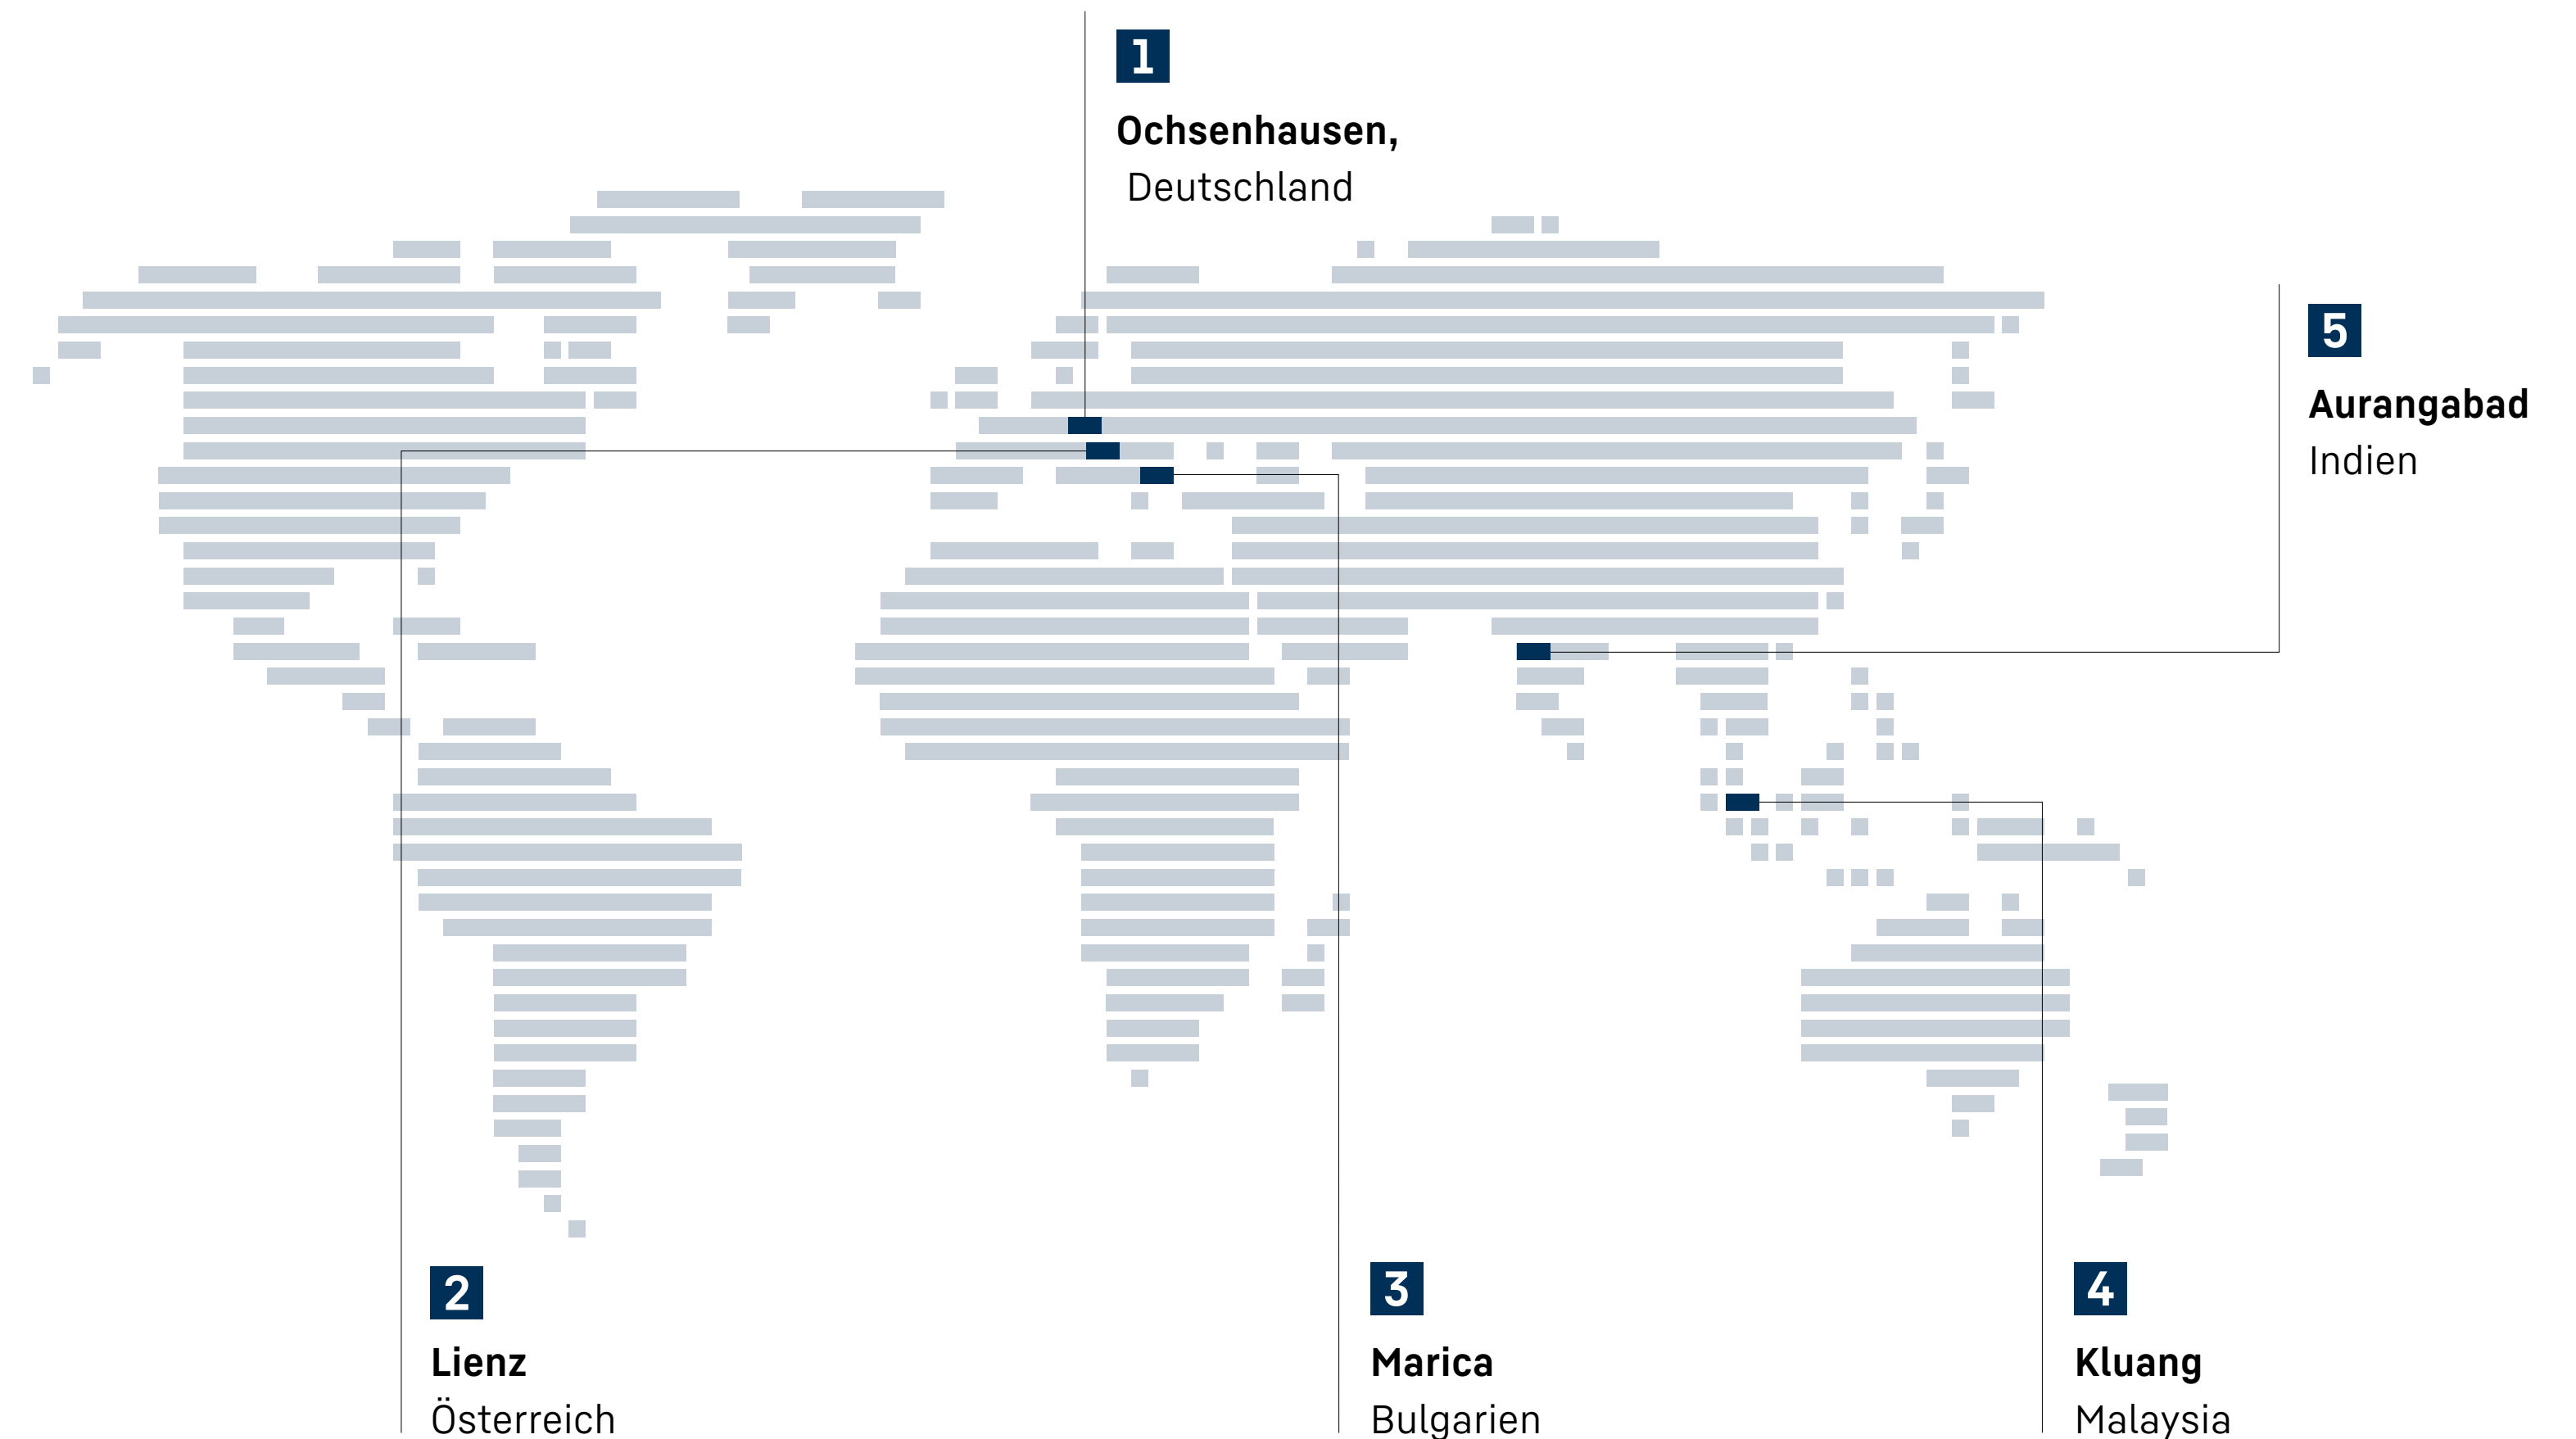 1
Ochsenhausen,
Deutschland
5
Aurangabad
Indien
2
Lienz
Österreich
3
Marica
Bulgarien
4
Kluang
Malaysia